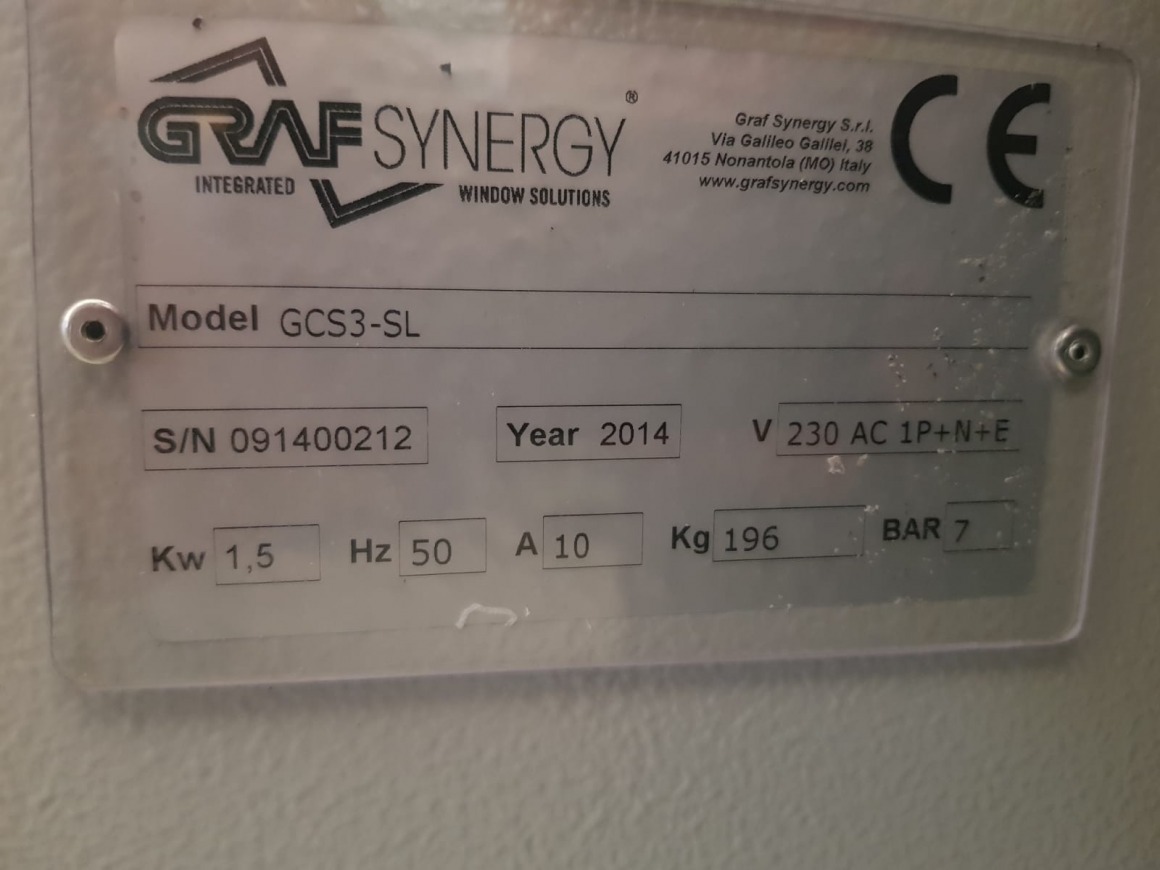 GRAF SYNERGY ®
INTEGRATED WINDOW SOLUTIONS
Graf Synergy S.r.l.
Via Galileo Galilei, 38
41015 Nonantola (MO) Italy
www.grafsynergy.com
CE
Model GCS3-SL
S/N 091400212 Year 2014 V 230 AC 1P+N+E
Kw 1,5 Hz 50 A 10 Kg 196 BAR 7